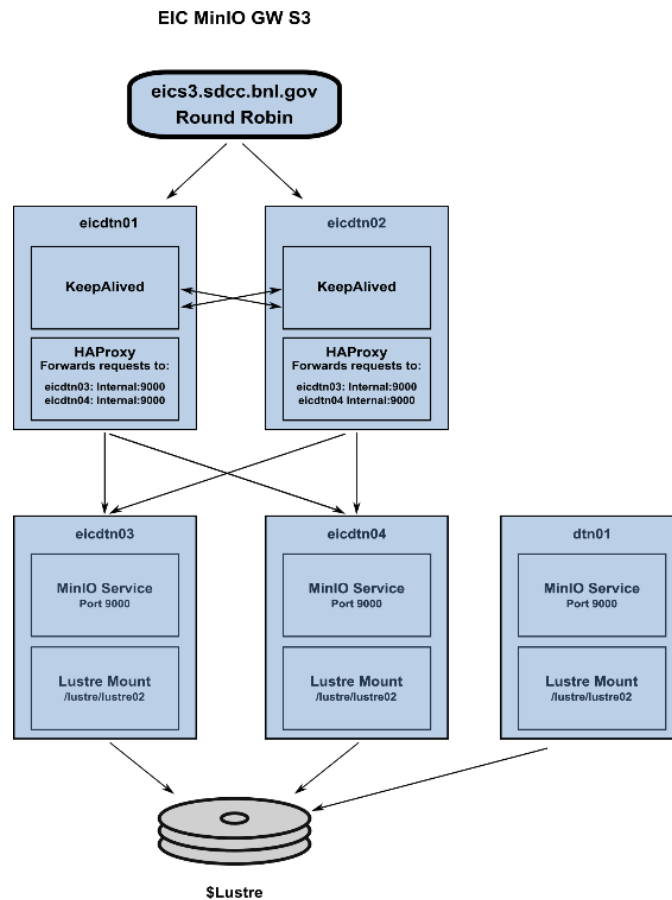 EIC MinIO GW S3
eics3.sdcc.bnl.gov
Round Robin
eicdtn01
KeepAlived
HAProxy
Forwards requests to:
eicdtn03: Internal:9000
eicdtn04: Internal:9000
eicdtn02
KeepAlived
HAProxy
Forwards requests to:
eicdtn03: Internal:9000
eicdtn04 Internal:9000
eicdtn03
MinIO Service
Port 9000
Lustre Mount
/lustre/lustre02
eicdtn04
MinIO Service
Port 9000
Lustre Mount
/lustre/lustre02
dtn01
MinIO Service
Port 9000
Lustre Mount
/lustre/lustre02
$Lustre